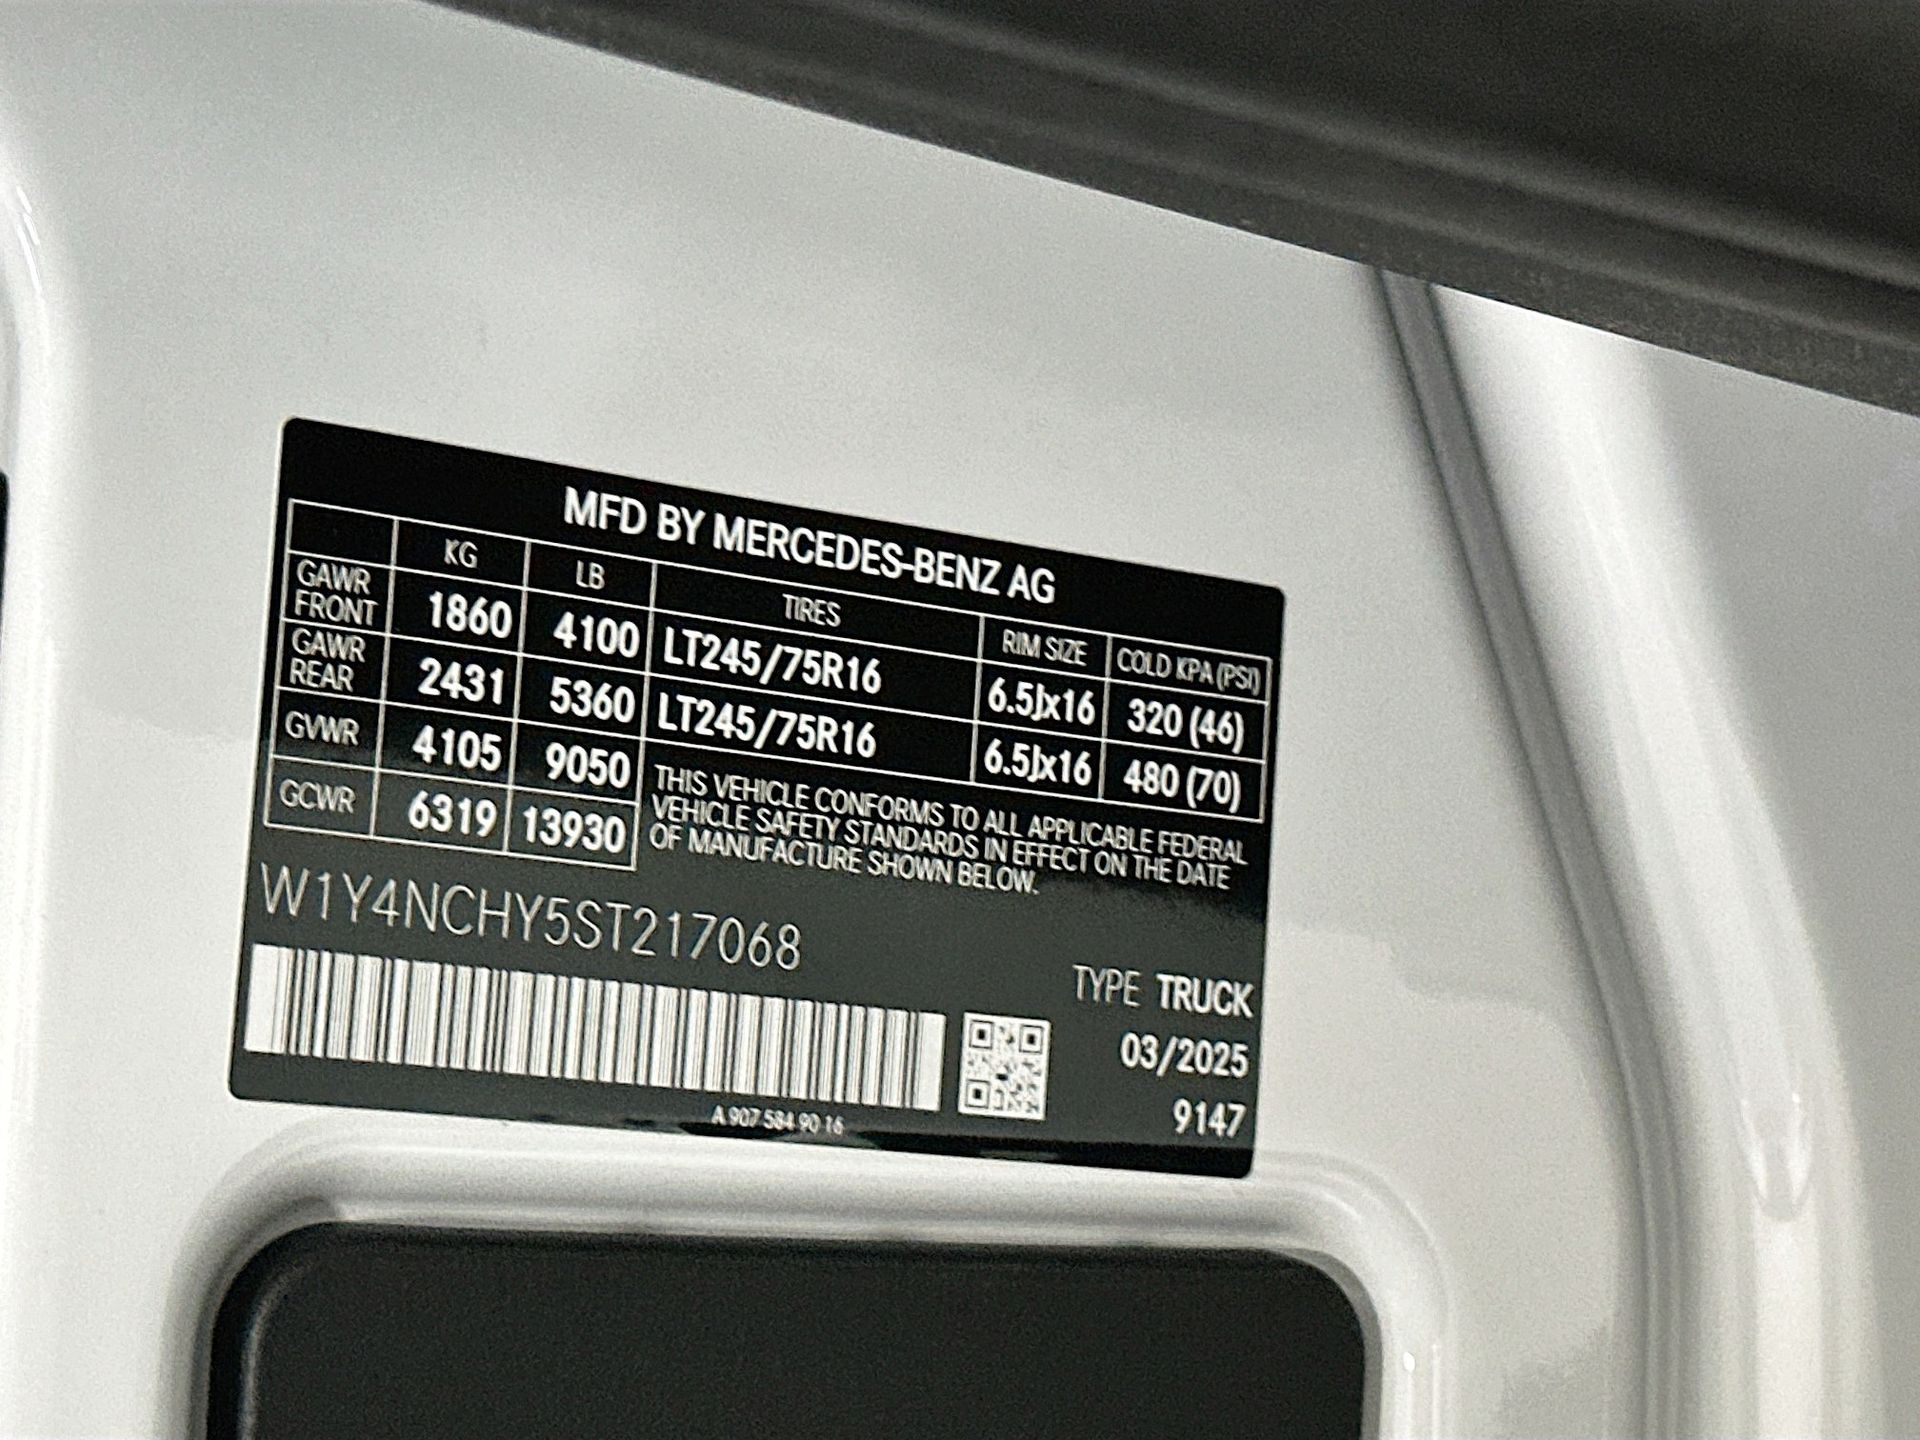 MFD BY MERCEDES-BENZ AG
KG LB TIRES RIM SIZE COLD KPA (PSI)
GAWR FRONT 1860 4100 LT245/75R16 6.5Jx16 320 (46)
GAWR REAR 2431 5360 LT245/75R16 6.5Jx16 480 (70)
GVWR 4105 9050
GCWR 6319 13930
THIS VEHICLE CONFORMS TO ALL APPLICABLE FEDERAL
VEHICLE SAFETY STANDARDS IN EFFECT ON THE DATE
OF MANUFACTURE SHOWN BELOW.
W1Y4NCHY5ST217068
TYPE TRUCK
03/2025
9147
A 907 584 90 16